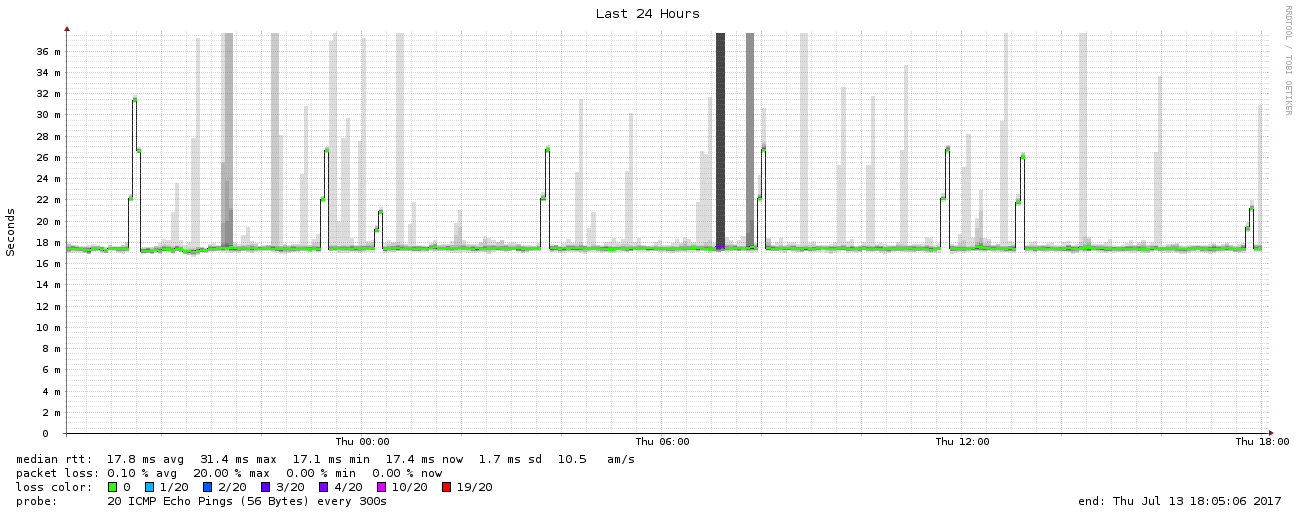 Last 24 Hours
RRDTOOL / TOBI OETIKER
Seconds
36 m
34 m
32 m
30 m
28 m
26 m
24 m
22 m
20 m
18 m
16 m
14 m
12 m
10 m
8 m
6 m
4 m
2 m
0
Thu 00:00 Thu 06:00 Thu 12:00 Thu 18:00
median rtt: 17.8 ms avg 31.4 ms max 17.1 ms min 17.4 ms now 1.7 ms sd 10.5 am/s
packet loss: 0.10 % avg 20.00 % max 0.00 % min 0.00 % now
loss color: 0 1/20 2/20 3/20 4/20 10/20 19/20
probe: 20 ICMP Echo Pings (56 Bytes) every 300s end: Thu Jul 13 18:05:06 2017